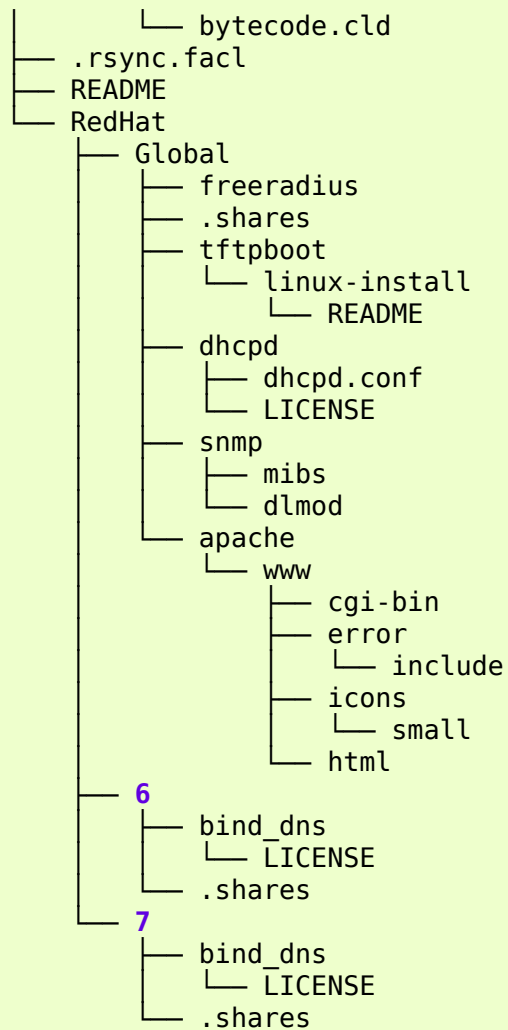 │       └── bytecode.cld
├── .rsync.facl
├── README
└── RedHat
    ├── Global
    │   ├── freeradius
    │   ├── .shares
    │   ├── tftpboot
    │   │   └── linux-install
    │   │       └── README
    │   ├── dhcpd
    │   │   ├── dhcpd.conf
    │   │   └── LICENSE
    │   ├── snmp
    │   │   ├── mibs
    │   │   └── dlmod
    │   └── apache
    │       └── www
    │           ├── cgi-bin
    │           ├── error
    │           │   └── include
    │           ├── icons
    │           │   └── small
    │           └── html
    ├── 6
    │   ├── bind_dns
    │   │   └── LICENSE
    │   └── .shares
    └── 7
        ├── bind_dns
        │   └── LICENSE
        └── .shares